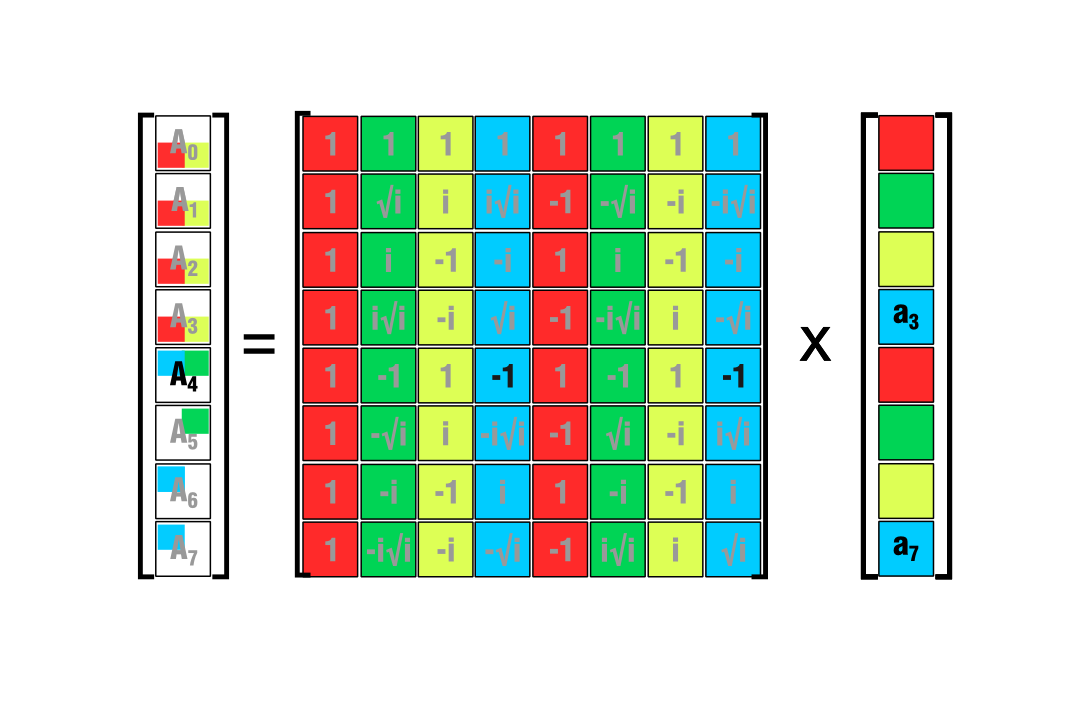 A₀ 1 1 1 1 1 1 1 1
A₁ 1 √i i i√i -1 -√i -i -i√i
A₂ 1 i -1 -i 1 i -1 -i
A₃ 1 i√i -i √i -1 -i√i i -√i a₃
= x
A₄ 1 -1 1 -1 1 -1 1 -1
A₅ 1 -√i i -i√i -1 √i -i i√i
A₆ 1 -i -1 i 1 -i -1 i
A₇ 1 -i√i -i -√i -1 i√i i √i a₇